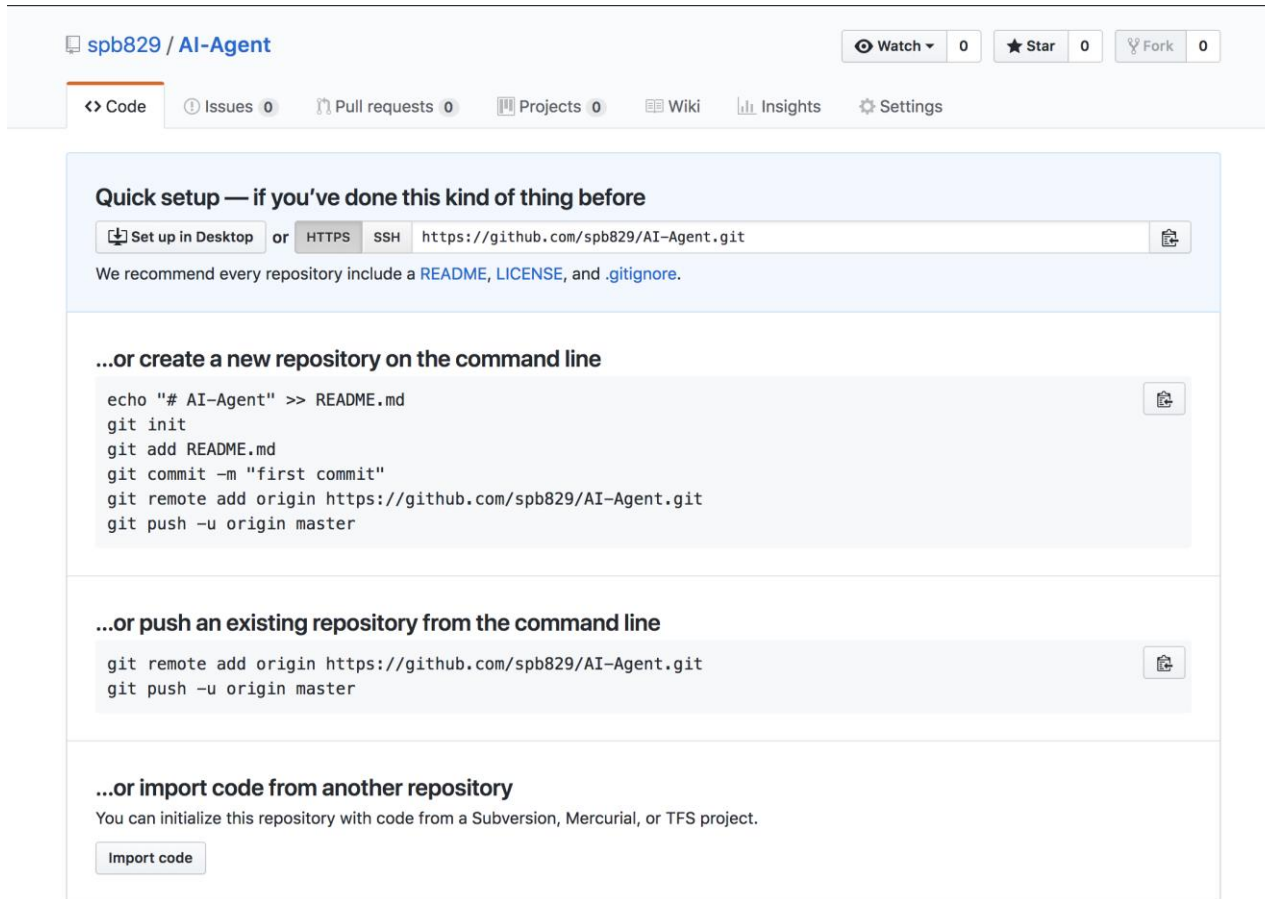 spb829 / AI-Agent
Watch 0 Star 0 Fork 0
Code Issues 0 Pull requests 0 Projects 0 Wiki Insights Settings
Quick setup — if you’ve done this kind of thing before
Set up in Desktop or HTTPS SSH https://github.com/spb829/AI-Agent.git
We recommend every repository include a README, LICENSE, and .gitignore.
...or create a new repository on the command line
echo "# AI-Agent" >> README.md
git init
git add README.md
git commit -m "first commit"
git remote add origin https://github.com/spb829/AI-Agent.git
git push -u origin master
...or push an existing repository from the command line
git remote add origin https://github.com/spb829/AI-Agent.git
git push -u origin master
...or import code from another repository
You can initialize this repository with code from a Subversion, Mercurial, or TFS project.
Import code